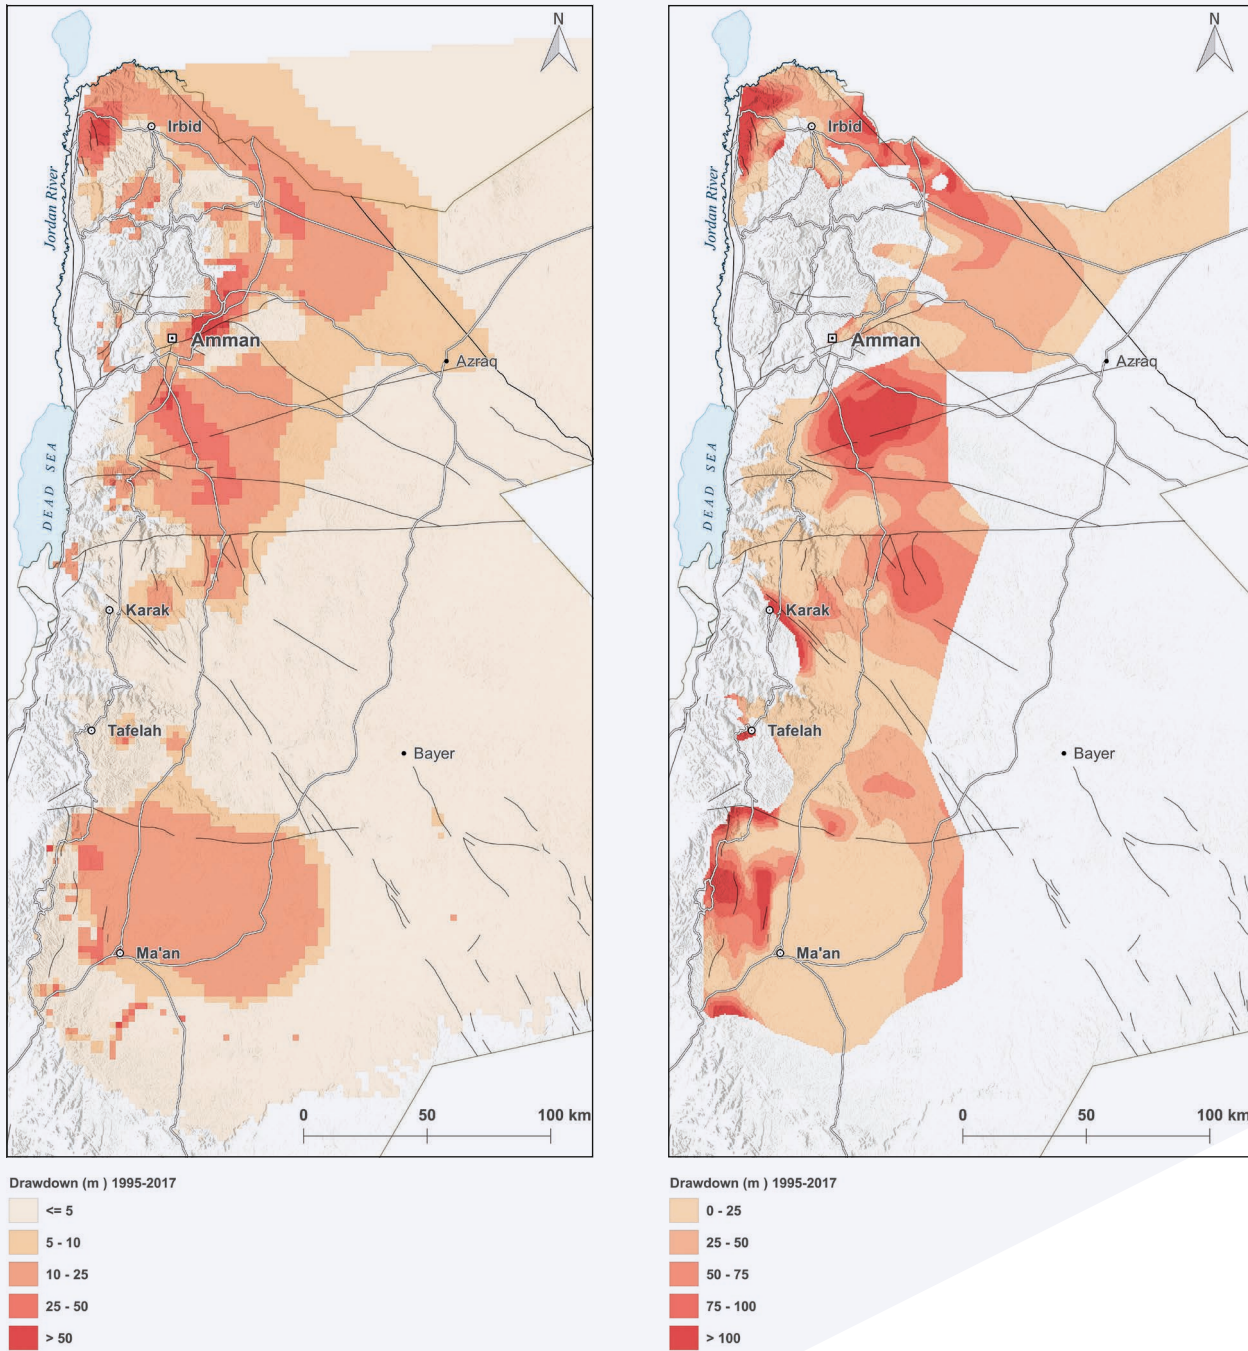 N
Irbid
Jordan River
Amman
Azraq
DEAD SEA
Karak
Tafelah
Bayer
Ma'an
0 50 100 km
Drawdown (m ) 1995-2017
<= 5
5 - 10
10 - 25
25 - 50
> 50
N
Irbid
Jordan River
Amman
Azraq
DEAD SEA
Karak
Tafelah
Bayer
Ma'an
0 50 100 km
Drawdown (m ) 1995-2017
0 - 25
25 - 50
50 - 75
75 - 100
> 100